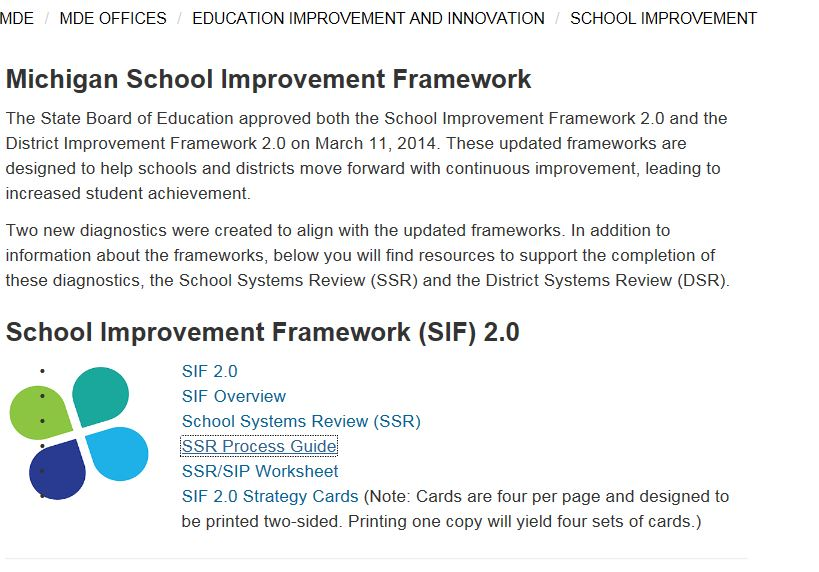 MDE / MDE OFFICES / EDUCATION IMPROVEMENT AND INNOVATION / SCHOOL IMPROVEMENT
Michigan School Improvement Framework
The State Board of Education approved both the School Improvement Framework 2.0 and the
District Improvement Framework 2.0 on March 11, 2014. These updated frameworks are
designed to help schools and districts move forward with continuous improvement, leading to
increased student achievement.
Two new diagnostics were created to align with the updated frameworks. In addition to
information about the frameworks, below you will find resources to support the completion of
these diagnostics, the School Systems Review (SSR) and the District Systems Review (DSR).
School Improvement Framework (SIF) 2.0
SIF 2.0
SIF Overview
School Systems Review (SSR)
SSR Process Guide
SSR/SIP Worksheet
SIF 2.0 Strategy Cards (Note: Cards are four per page and designed to
be printed two-sided. Printing one copy will yield four sets of cards.)